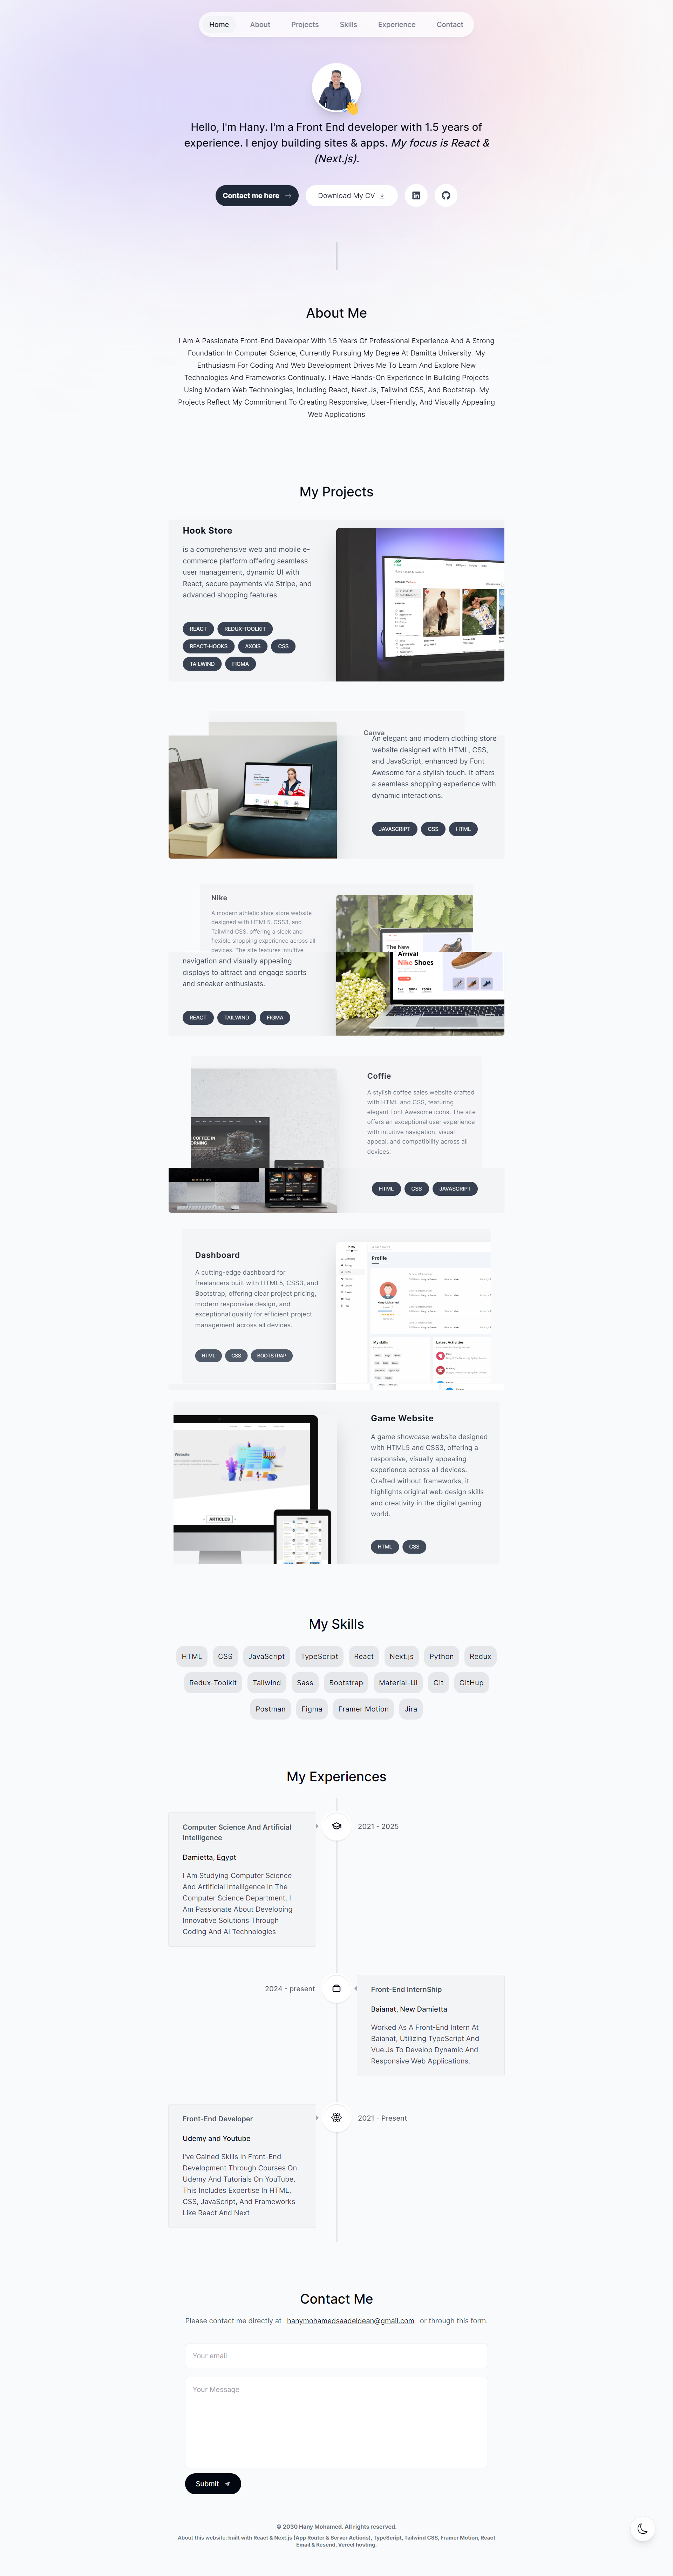 Home About Projects Skills Experience Contact
Hello, I'm Hany. I'm a Front End developer with 1.5 years of
experience. I enjoy building sites & apps. My focus is React &
(Next.js).
Contact me here
Download My CV
About Me
I Am A Passionate Front-End Developer With 1.5 Years Of Professional Experience And A Strong
Foundation In Computer Science, Currently Pursuing My Degree At Damitta University. My
Enthusiasm For Coding And Web Development Drives Me To Learn And Explore New
Technologies And Frameworks Continually. I Have Hands-On Experience In Building Projects
Using Modern Web Technologies, Including React, Next.Js, Tailwind CSS, And Bootstrap. My
Projects Reflect My Commitment To Creating Responsive, User-Friendly, And Visually Appealing
Web Applications
My Projects
Hook Store
is a comprehensive web and mobile e-
commerce platform offering seamless
user management, dynamic UI with
React, secure payments via Stripe, and
advanced shopping features .
REACT REDUX-TOOLKIT
REACT-HOOKS AXOIS CSS
TAILWIND FIGMA
Canva
An elegant and modern clothing store
website designed with HTML, CSS,
and JavaScript, enhanced by Font
Awesome for a stylish touch. It offers
a seamless shopping experience with
dynamic interactions.
JAVASCRIPT CSS HTML
Nike
A modern athletic shoe store website
designed with HTML5, CSS3, and
Tailwind CSS, offering a sleek and
flexible shopping experience across all
devices. The site features intuitive
navigation and visually appealing
displays to attract and engage sports
and sneaker enthusiasts.
REACT TAILWIND FIGMA
The New
Arrival
Nike Shoes
Coffie
A stylish coffee sales website crafted
with HTML and CSS, featuring
elegant Font Awesome icons. The site
offers an exceptional user experience
with intuitive navigation, visual
appeal, and compatibility across all
devices.
HTML CSS JAVASCRIPT
COFFEE IN
Dashboard
A cutting-edge dashboard for
freelancers built with HTML5, CSS3, and
Bootstrap, offering clear project pricing,
modern responsive design, and
exceptional quality for efficient project
management across all devices.
HTML CSS BOOTSTRAP
Profile
My skills
Latest Activities
Website
ARTICLES
Game Website
A game showcase website designed
with HTML5 and CSS3, offering a
responsive, visually appealing
experience across all devices.
Crafted without frameworks, it
highlights original web design skills
and creativity in the digital gaming
world.
HTML CSS
My Skills
HTML CSS JavaScript TypeScript React Next.js Python Redux
Redux-Toolkit Tailwind Sass Bootstrap Material-Ui Git GitHup
Postman Figma Framer Motion Jira
My Experiences
Computer Science And Artificial
Intelligence
Damietta, Egypt
I Am Studying Computer Science
And Artificial Intelligence In The
Computer Science Department. I
Am Passionate About Developing
Innovative Solutions Through
Coding And Ai Technologies
2021 - 2025
2024 - present
Front-End InternShip
Baianat, New Damietta
Worked As A Front-End Intern At
Baianat, Utilizing TypeScript And
Vue.Js To Develop Dynamic And
Responsive Web Applications.
Front-End Developer
Udemy and Youtube
I've Gained Skills In Front-End
Development Through Courses On
Udemy And Tutorials On YouTube.
This Includes Expertise In HTML,
CSS, JavaScript, And Frameworks
Like React And Next
2021 - Present
Contact Me
Please contact me directly at hanymohamedsaadeldean@gmail.com or through this form.
Your email
Your Message
Submit
© 2030 Hany Mohamed. All rights reserved.
About this website: built with React & Next.js (App Router & Server Actions), TypeScript, Tailwind CSS, Framer Motion, React
Email & Resend, Vercel hosting.